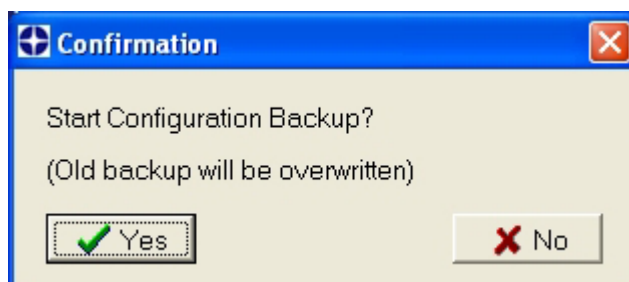 Confirmation
Start Configuration Backup?
(Old backup will be overwritten)
Yes
No